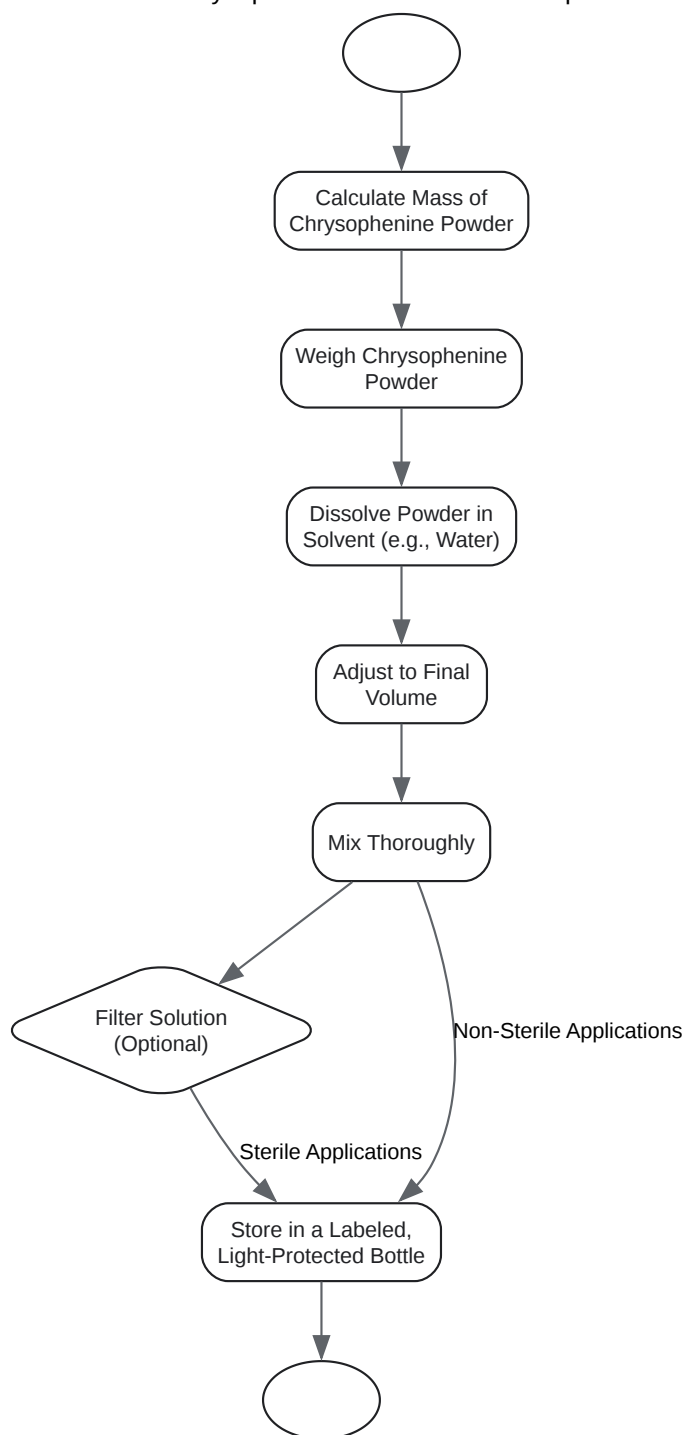 Calculate Mass of
Chrysophenine Powder
Weigh Chrysophenine
Powder
Dissolve Powder in
Solvent (e.g., Water)
Adjust to Final
Volume
Mix Thoroughly
Filter Solution
(Optional)
Non-Sterile Applications
Sterile Applications
Store in a Labeled,
Light-Protected Bottle